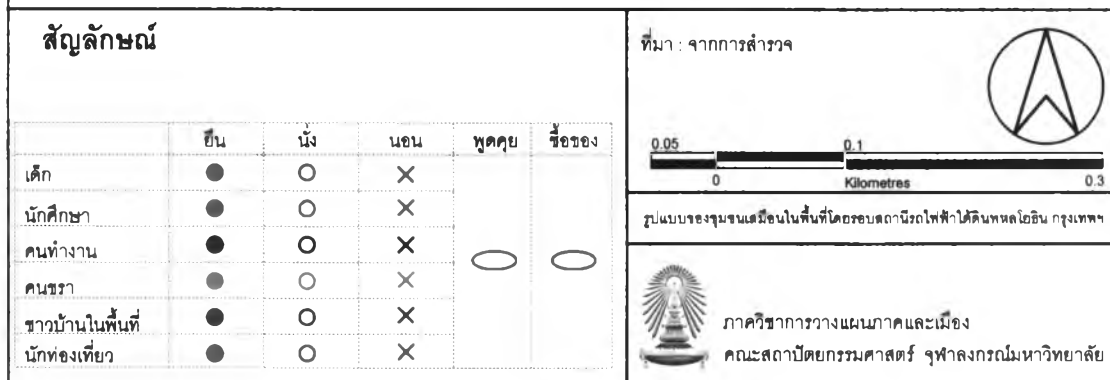 สัญลักษณ์
ยืน นั่ง นอน พูดคุย ซื้อของ
เด็ก
นักศึกษา
คนทำงาน
คนชรา
ชาวบ้านในพื้นที่
นักท่องเที่ยว
ที่มา : จากการสำรวจ
0.05 0.1
0 Kilometres 0.3
รูปแบบของชุมชนเสมือนในพื้นที่โดยรอบสถานีรถไฟฟ้าใต้ดินพหลโยธิน กรุงเทพฯ
ภาควิชาการวางแผนภาคและเมือง
คณะสถาปัตยกรรมศาสตร์ จุฬาลงกรณ์มหาวิทยาลัย